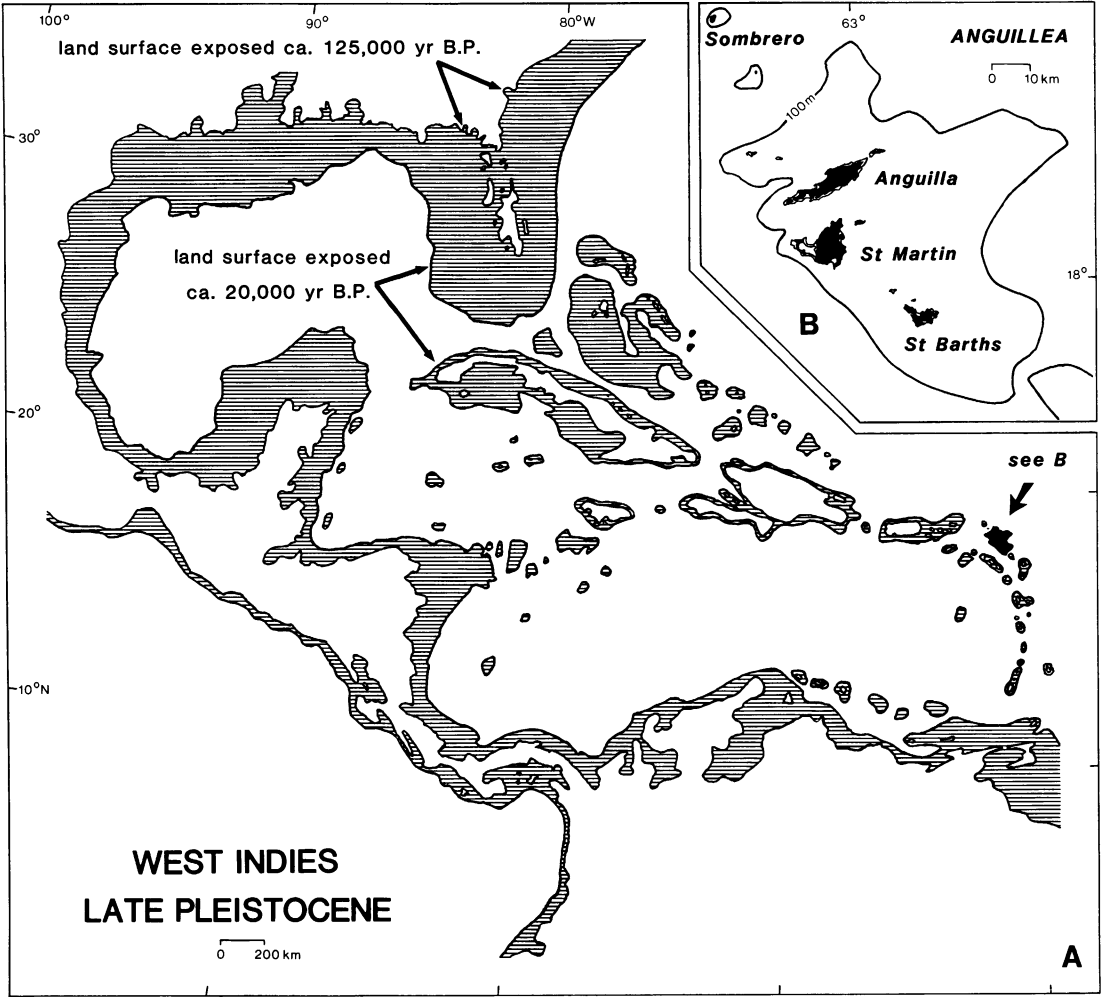 100°
90°
80°W
land surface exposed ca. 125,000 yr B.P.
30°
land surface exposed
ca. 20,000 yr B.P.
20°
10°N
see B
WEST INDIES
LATE PLEISTOCENE
0 200 km
A
63°
Sombrero
ANGUILLEA
0 10 km
100m
Anguilla
St Martin
18°
B
St Barths